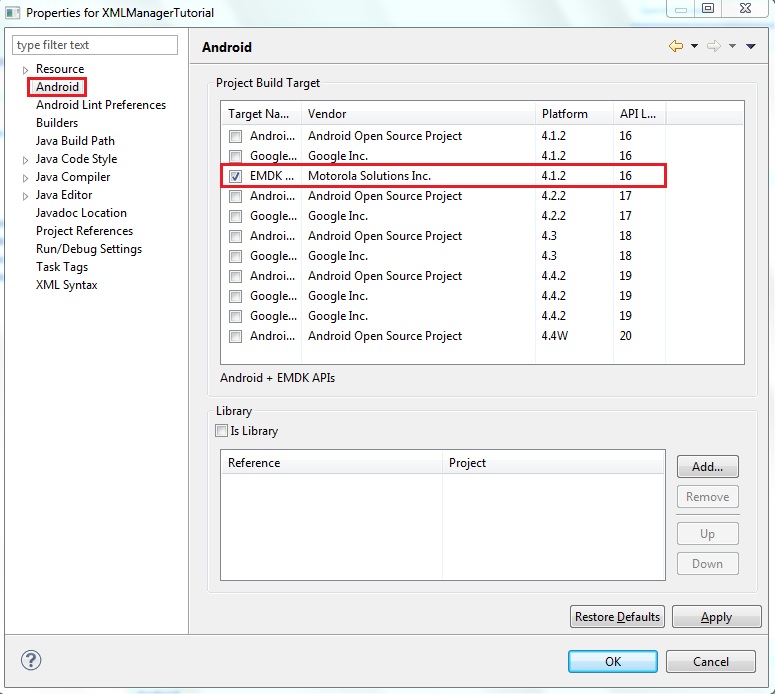 Properties for XMLManagerTutorial
type filter text
Resource
Android
Android Lint Preferences
Builders
Java Build Path
Java Code Style
Java Compiler
Java Editor
Javadoc Location
Project References
Run/Debug Settings
Task Tags
XML Syntax
Android
Project Build Target
Target Na... Vendor Platform API L...
Androi... Android Open Source Project 4.1.2 16
Google... Google Inc. 4.1.2 16
EMDK ... Motorola Solutions Inc. 4.1.2 16
Androi... Android Open Source Project 4.2.2 17
Google... Google Inc. 4.2.2 17
Androi... Android Open Source Project 4.3 18
Google... Google Inc. 4.3 18
Androi... Android Open Source Project 4.4.2 19
Google... Google Inc. 4.4.2 19
Google... Google Inc. 4.4.2 19
Androi... Android Open Source Project 4.4W 20
Android + EMDK APIs
Library
Is Library
Reference Project
Add...
Remove
Up
Down
Restore Defaults Apply
? OK Cancel